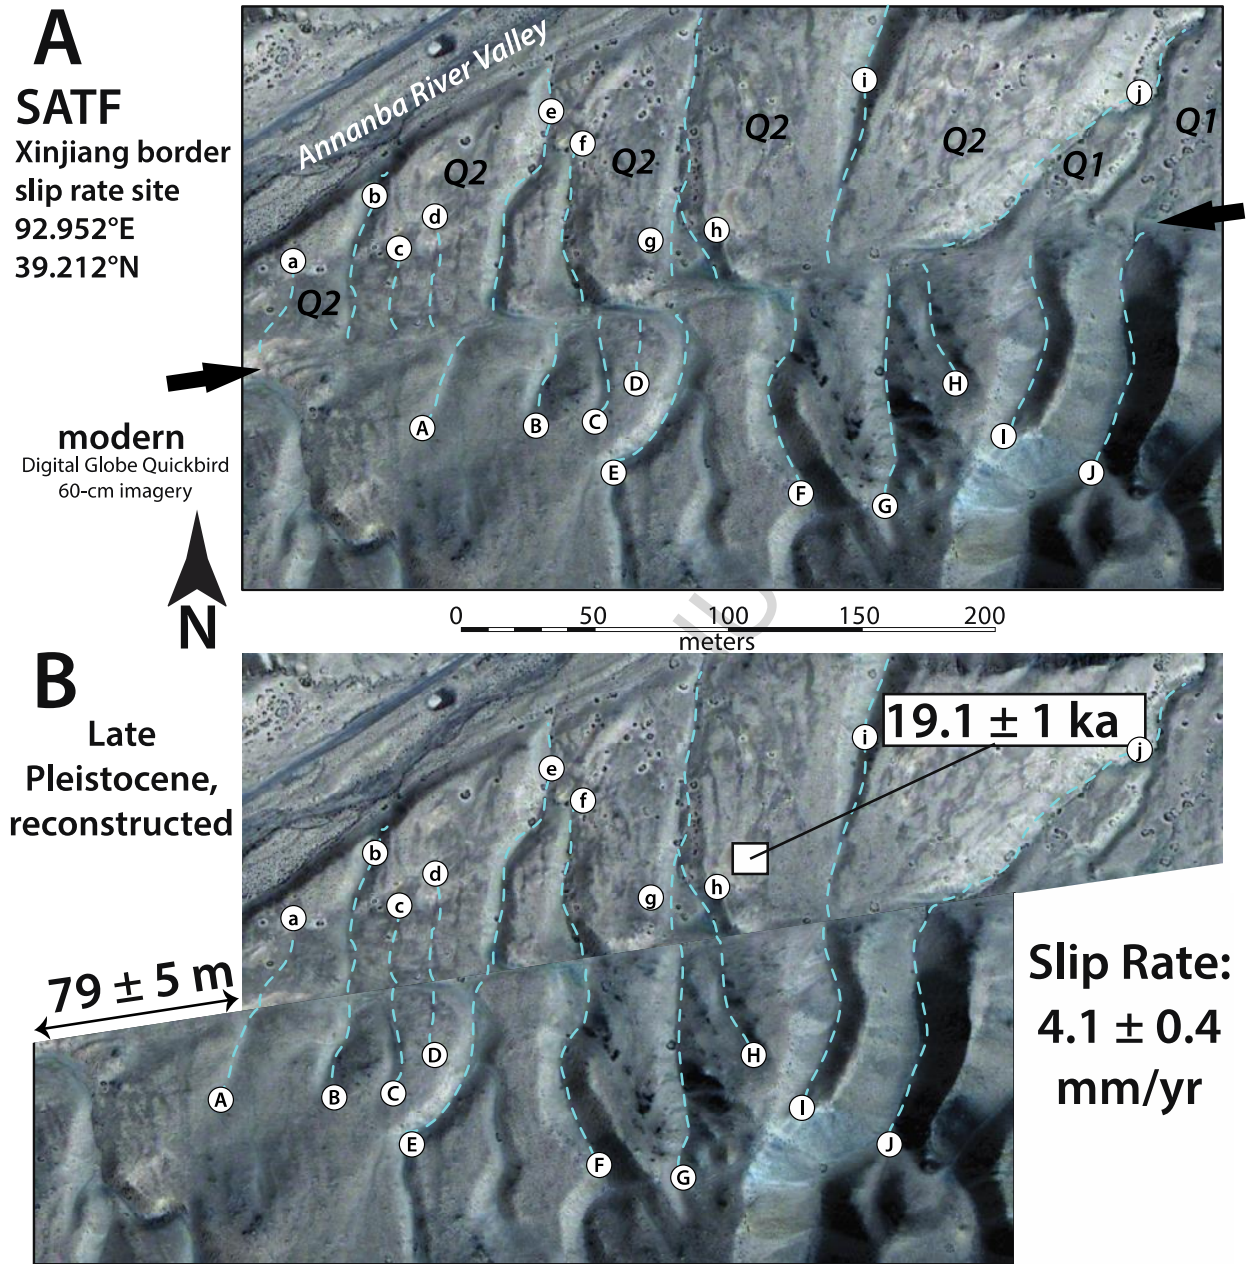 A
SATF
Xinjiang border
slip rate site
92.952°E
39.212°N
modern
Digital Globe Quickbird
60-cm imagery
N
Annanba River Valley
Q2
Q2
Q2
Q2
Q2
Q1
Q1
a
b
c
d
e
f
g
h
i
j
A
B
C
D
E
F
G
H
I
J
0 50 100 150 200
meters
B
Late
Pleistocene,
reconstructed
19.1 ± 1 ka
79 ± 5 m
a
b
c
d
e
f
g
h
i
j
A
B
C
D
E
F
G
H
I
J
Slip Rate:
4.1 ± 0.4
mm/yr